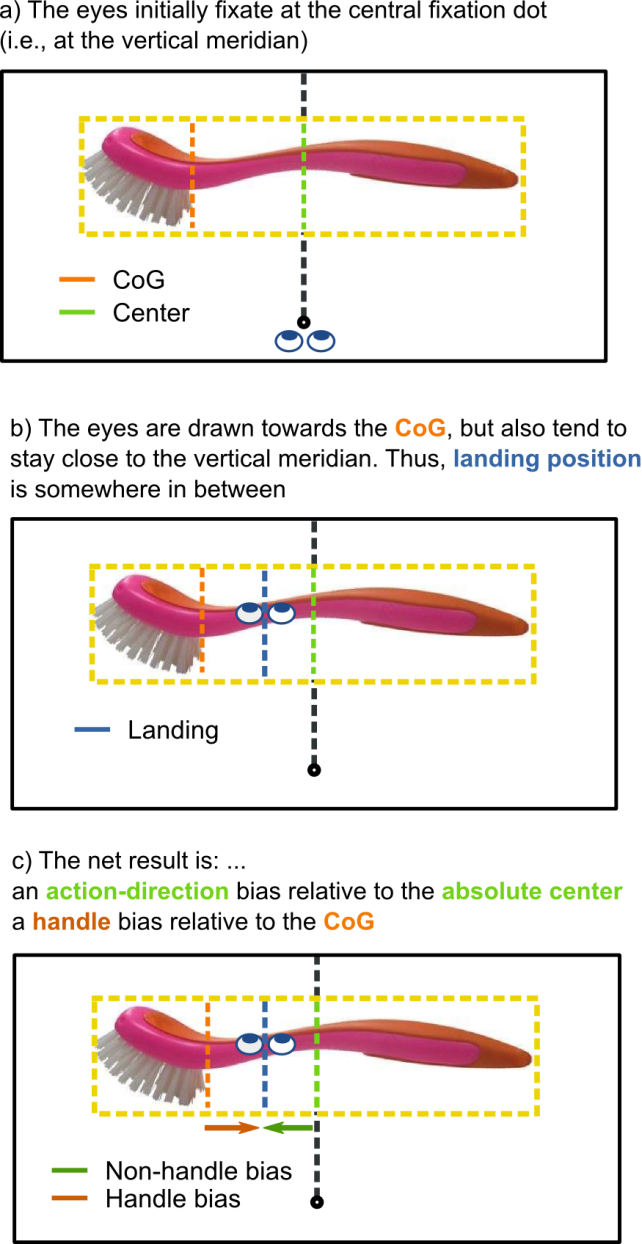 a) The eyes initially fixate at the central fixation dot
(i.e., at the vertical meridian)
CoG
Center
b) The eyes are drawn towards the CoG, but also tend to
stay close to the vertical meridian. Thus, landing position
is somewhere in between
Landing
c) The net result is: ...
an action-direction bias relative to the absolute center
a handle bias relative to the CoG
Non-handle bias
Handle bias